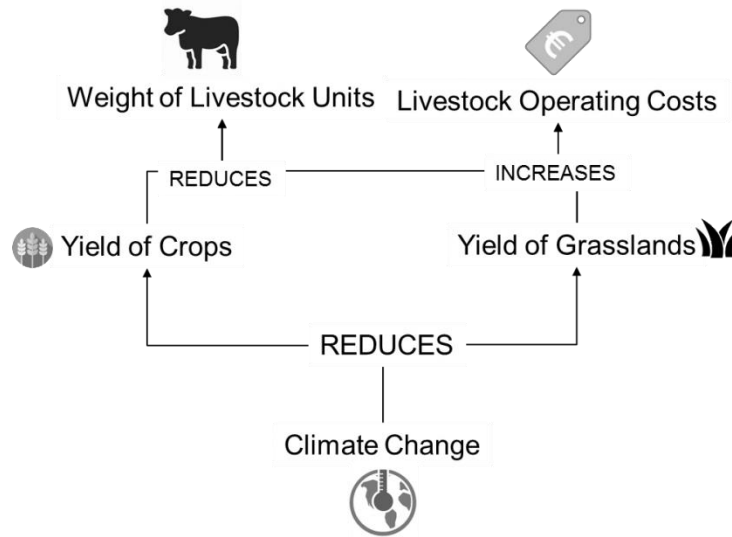 Weight of Livestock Units
Livestock Operating Costs
REDUCES
INCREASES
Yield of Crops
Yield of Grasslands
REDUCES
Climate Change